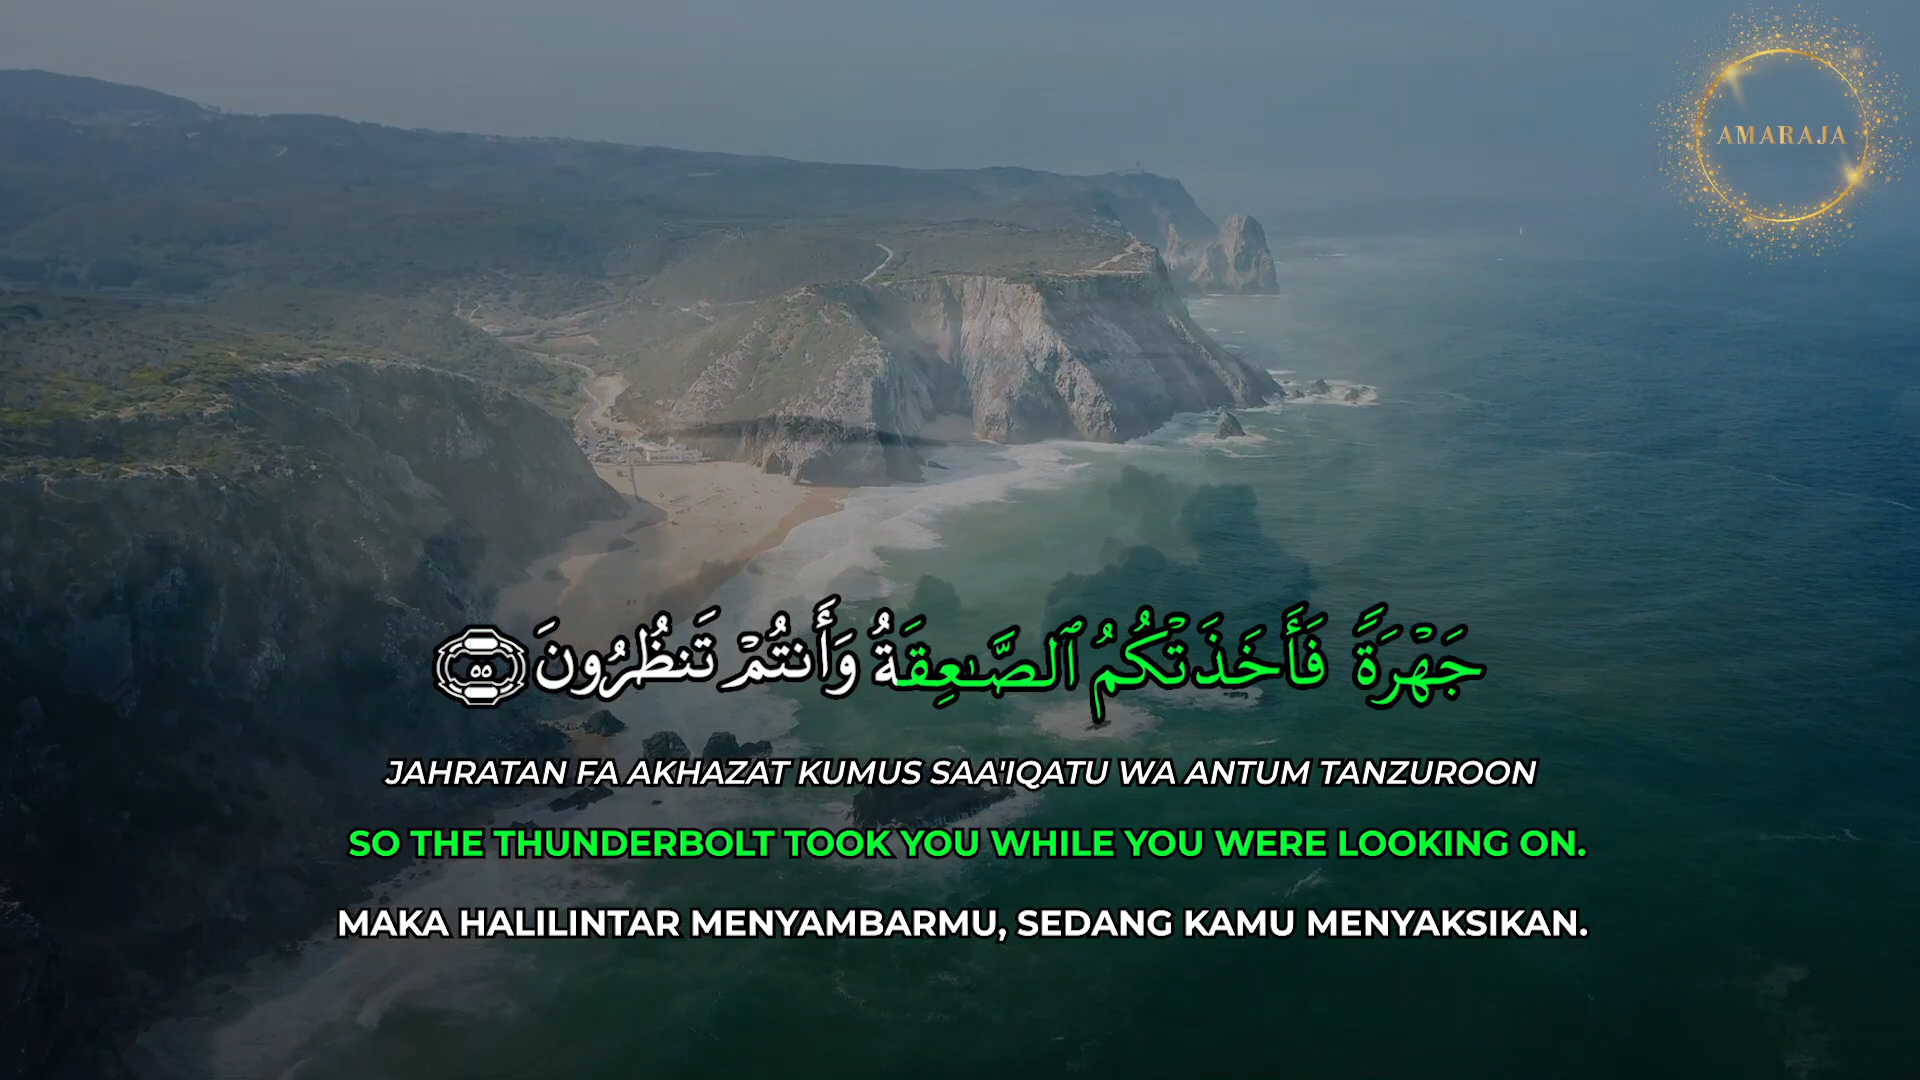 AMARAJA
جَهْرَةً فَأَخَذَتْكُمُ ٱلصَّـٰعِقَةُ وَأَنتُمْ تَنظُرُونَ ٥٥
JAHRATAN FA AKHAZAT KUMUS SAA'IQATU WA ANTUM TANZUROON
SO THE THUNDERBOLT TOOK YOU WHILE YOU WERE LOOKING ON.
MAKA HALILINTAR MENYAMBARMU, SEDANG KAMU MENYAKSIKAN.